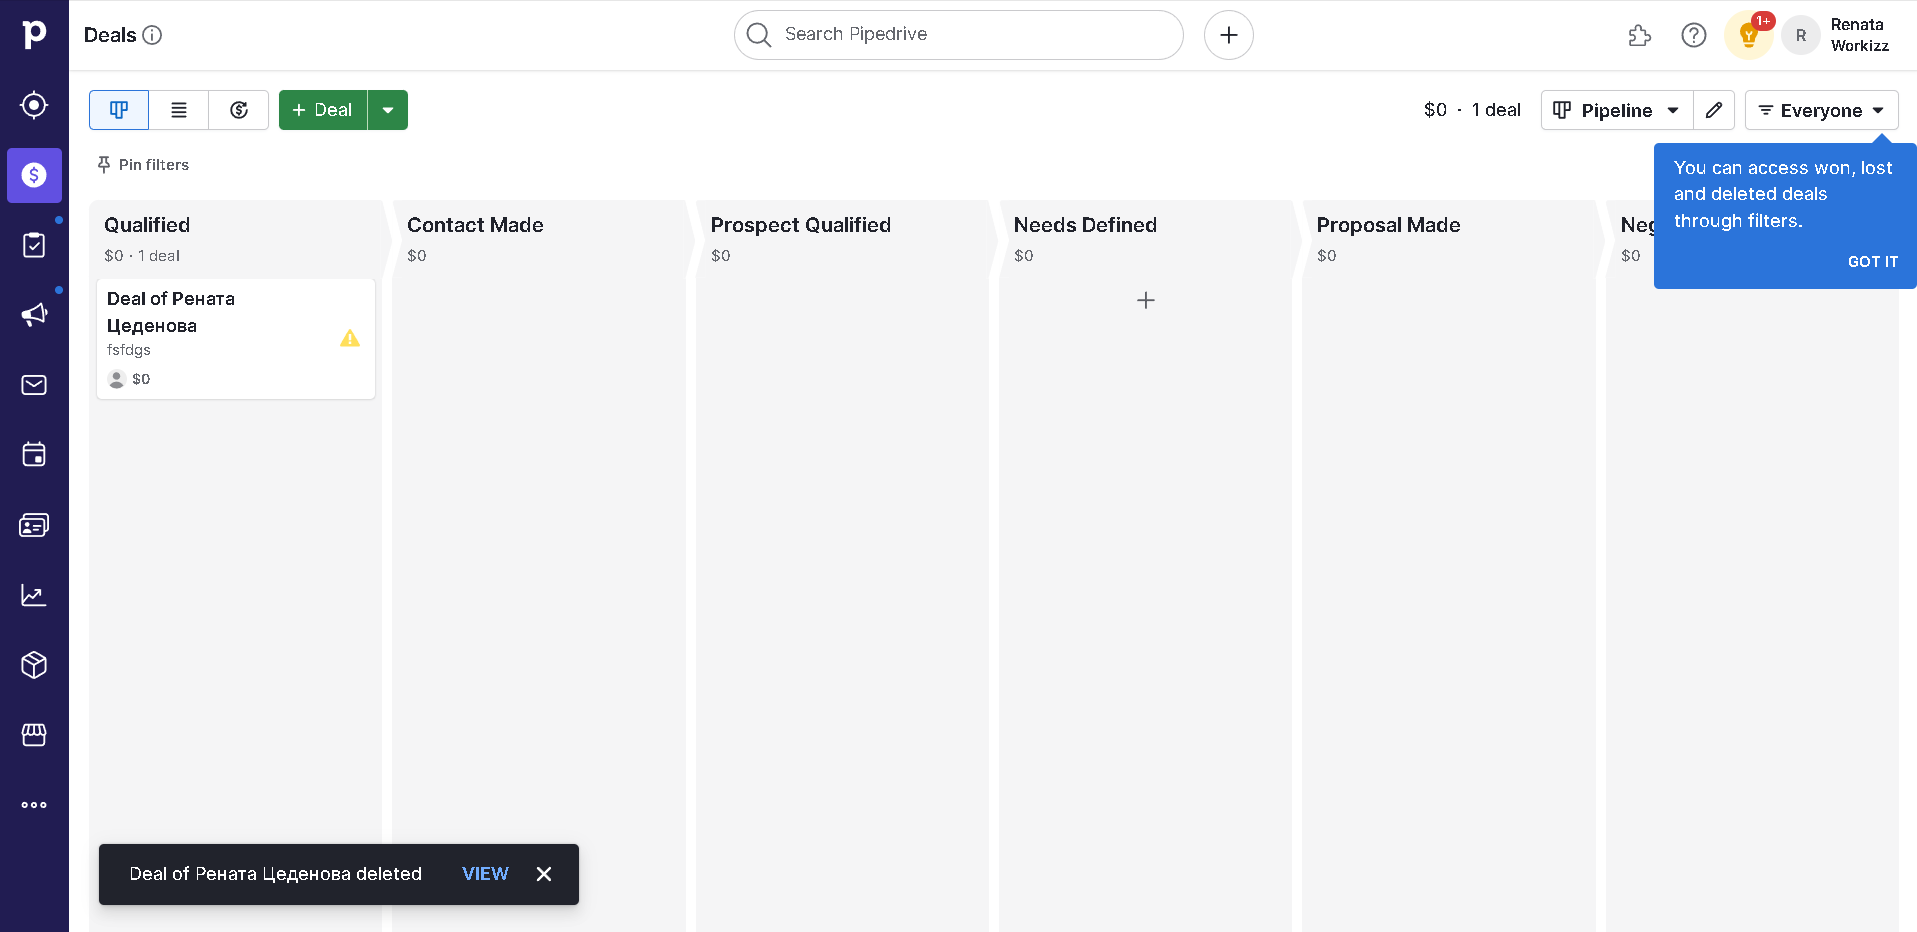 p
Deals
Search Pipedrive
1+
R
Renata
Workizz
Deal
$0 · 1 deal
Pipeline
Everyone
Pin filters
You can access won, lost
and deleted deals
through filters.
GOT IT
Qualified
$0 · 1 deal
Contact Made
$0
Prospect Qualified
$0
Needs Defined
$0
Proposal Made
$0
$0
Deal of Рената
Цеденова
fsfdgs
$0
Deal of Рената Цеденова deleted
VIEW